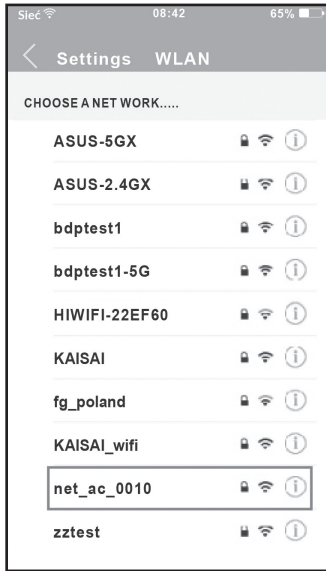 Sieć 08:42 65%
Settings WLAN
CHOOSE A NET WORK.....
ASUS-5GX
ASUS-2.4GX
bdptest1
bdptest1-5G
HIWIFI-22EF60
KAISAI
fg_poland
KAISAI_wifi
net_ac_0010
zztest